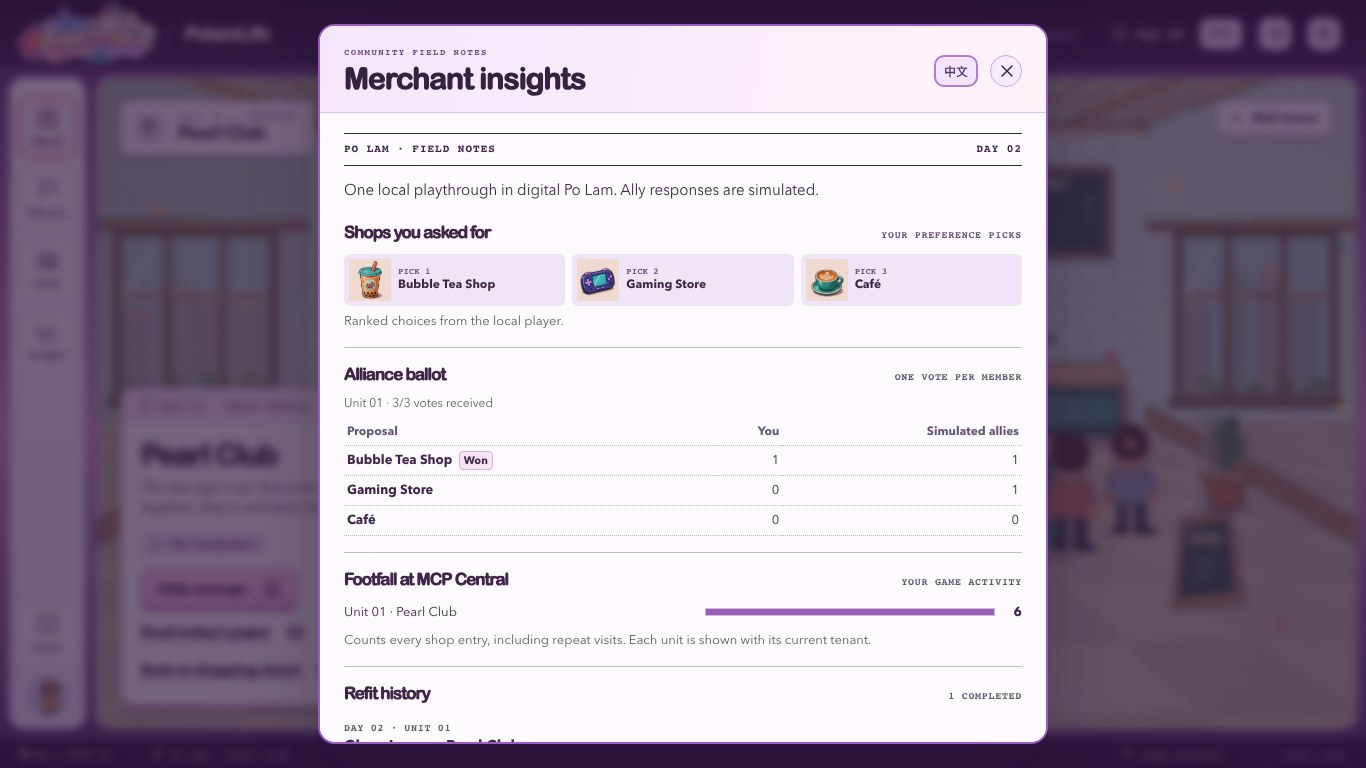 COMMUNITY FIELD NOTES
Merchant insights
中文
PO LAM · FIELD NOTES
DAY 02
One local playthrough in digital Po Lam. Ally responses are simulated.
Shops you asked for
YOUR PREFERENCE PICKS
PICK 1
Bubble Tea Shop
PICK 2
Gaming Store
PICK 3
Café
Ranked choices from the local player.
Alliance ballot
ONE VOTE PER MEMBER
Unit 01 · 3/3 votes received
Proposal You Simulated allies
Bubble Tea Shop Won 1 1
Gaming Store 0 1
Café 0 0
Footfall at MCP Central
YOUR GAME ACTIVITY
Unit 01 · Pearl Club 6
Counts every shop entry, including repeat visits. Each unit is shown with its current tenant.
Refit history
1 COMPLETED
DAY 02 · UNIT 01
PoLamLife
Pearl Club
Pearl Club